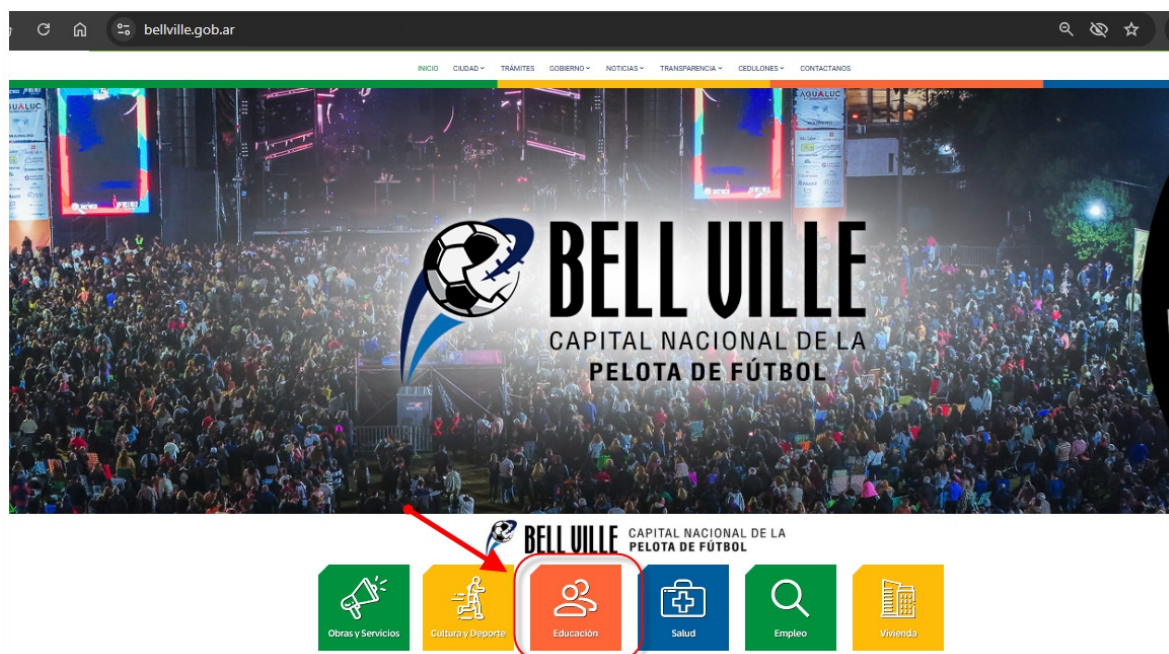 bellville.gob.ar
INICIO CIUDAD TRÁMITES GOBIERNO NOTICIAS TRANSPARENCIA CEDULONES CONTACTANOS
AGUALUC
BELL VILLE
CAPITAL NACIONAL DE LA
PELOTA DE FÚTBOL
BELL VILLE CAPITAL NACIONAL DE LA
PELOTA DE FÚTBOL
Obras y Servicios
Cultura y Deporte
Educación
Salud
Empleo
Vivienda